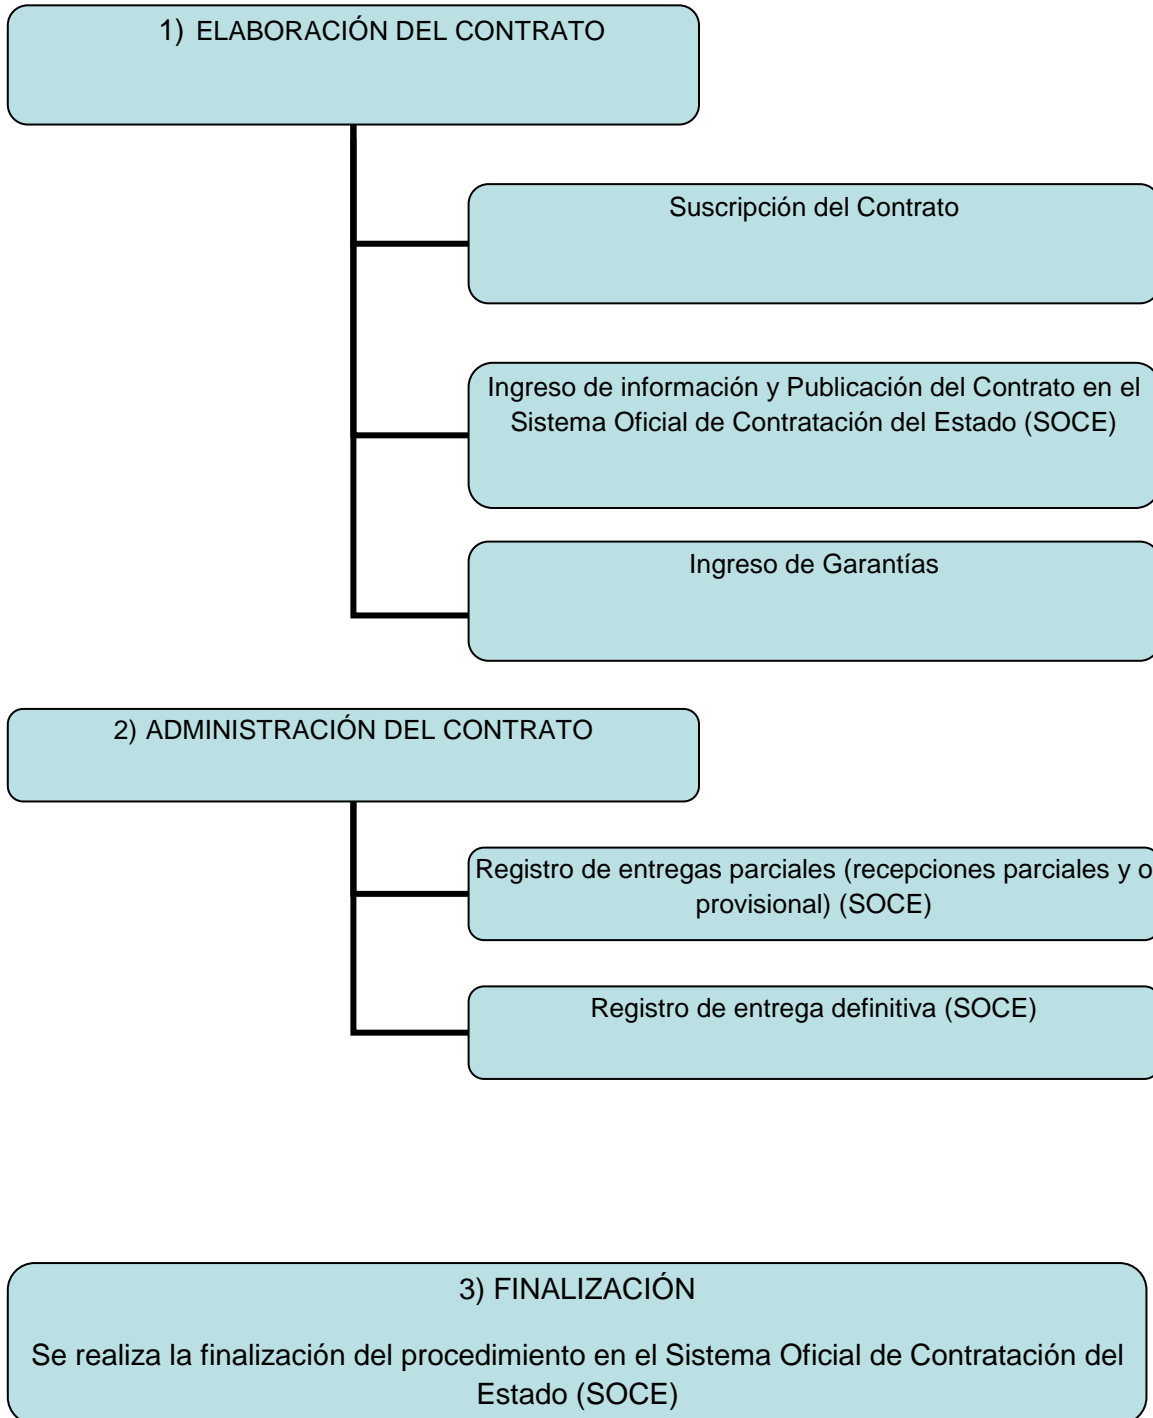 1) ELABORACIÓN DEL CONTRATO
Suscripción del Contrato
Ingreso de información y Publicación del Contrato en el
Sistema Oficial de Contratación del Estado (SOCE)
Ingreso de Garantías
2) ADMINISTRACIÓN DEL CONTRATO
Registro de entregas parciales (recepciones parciales y o
provisional) (SOCE)
Registro de entrega definitiva (SOCE)
3) FINALIZACIÓN
Se realiza la finalización del procedimiento en el Sistema Oficial de Contratación del
Estado (SOCE)